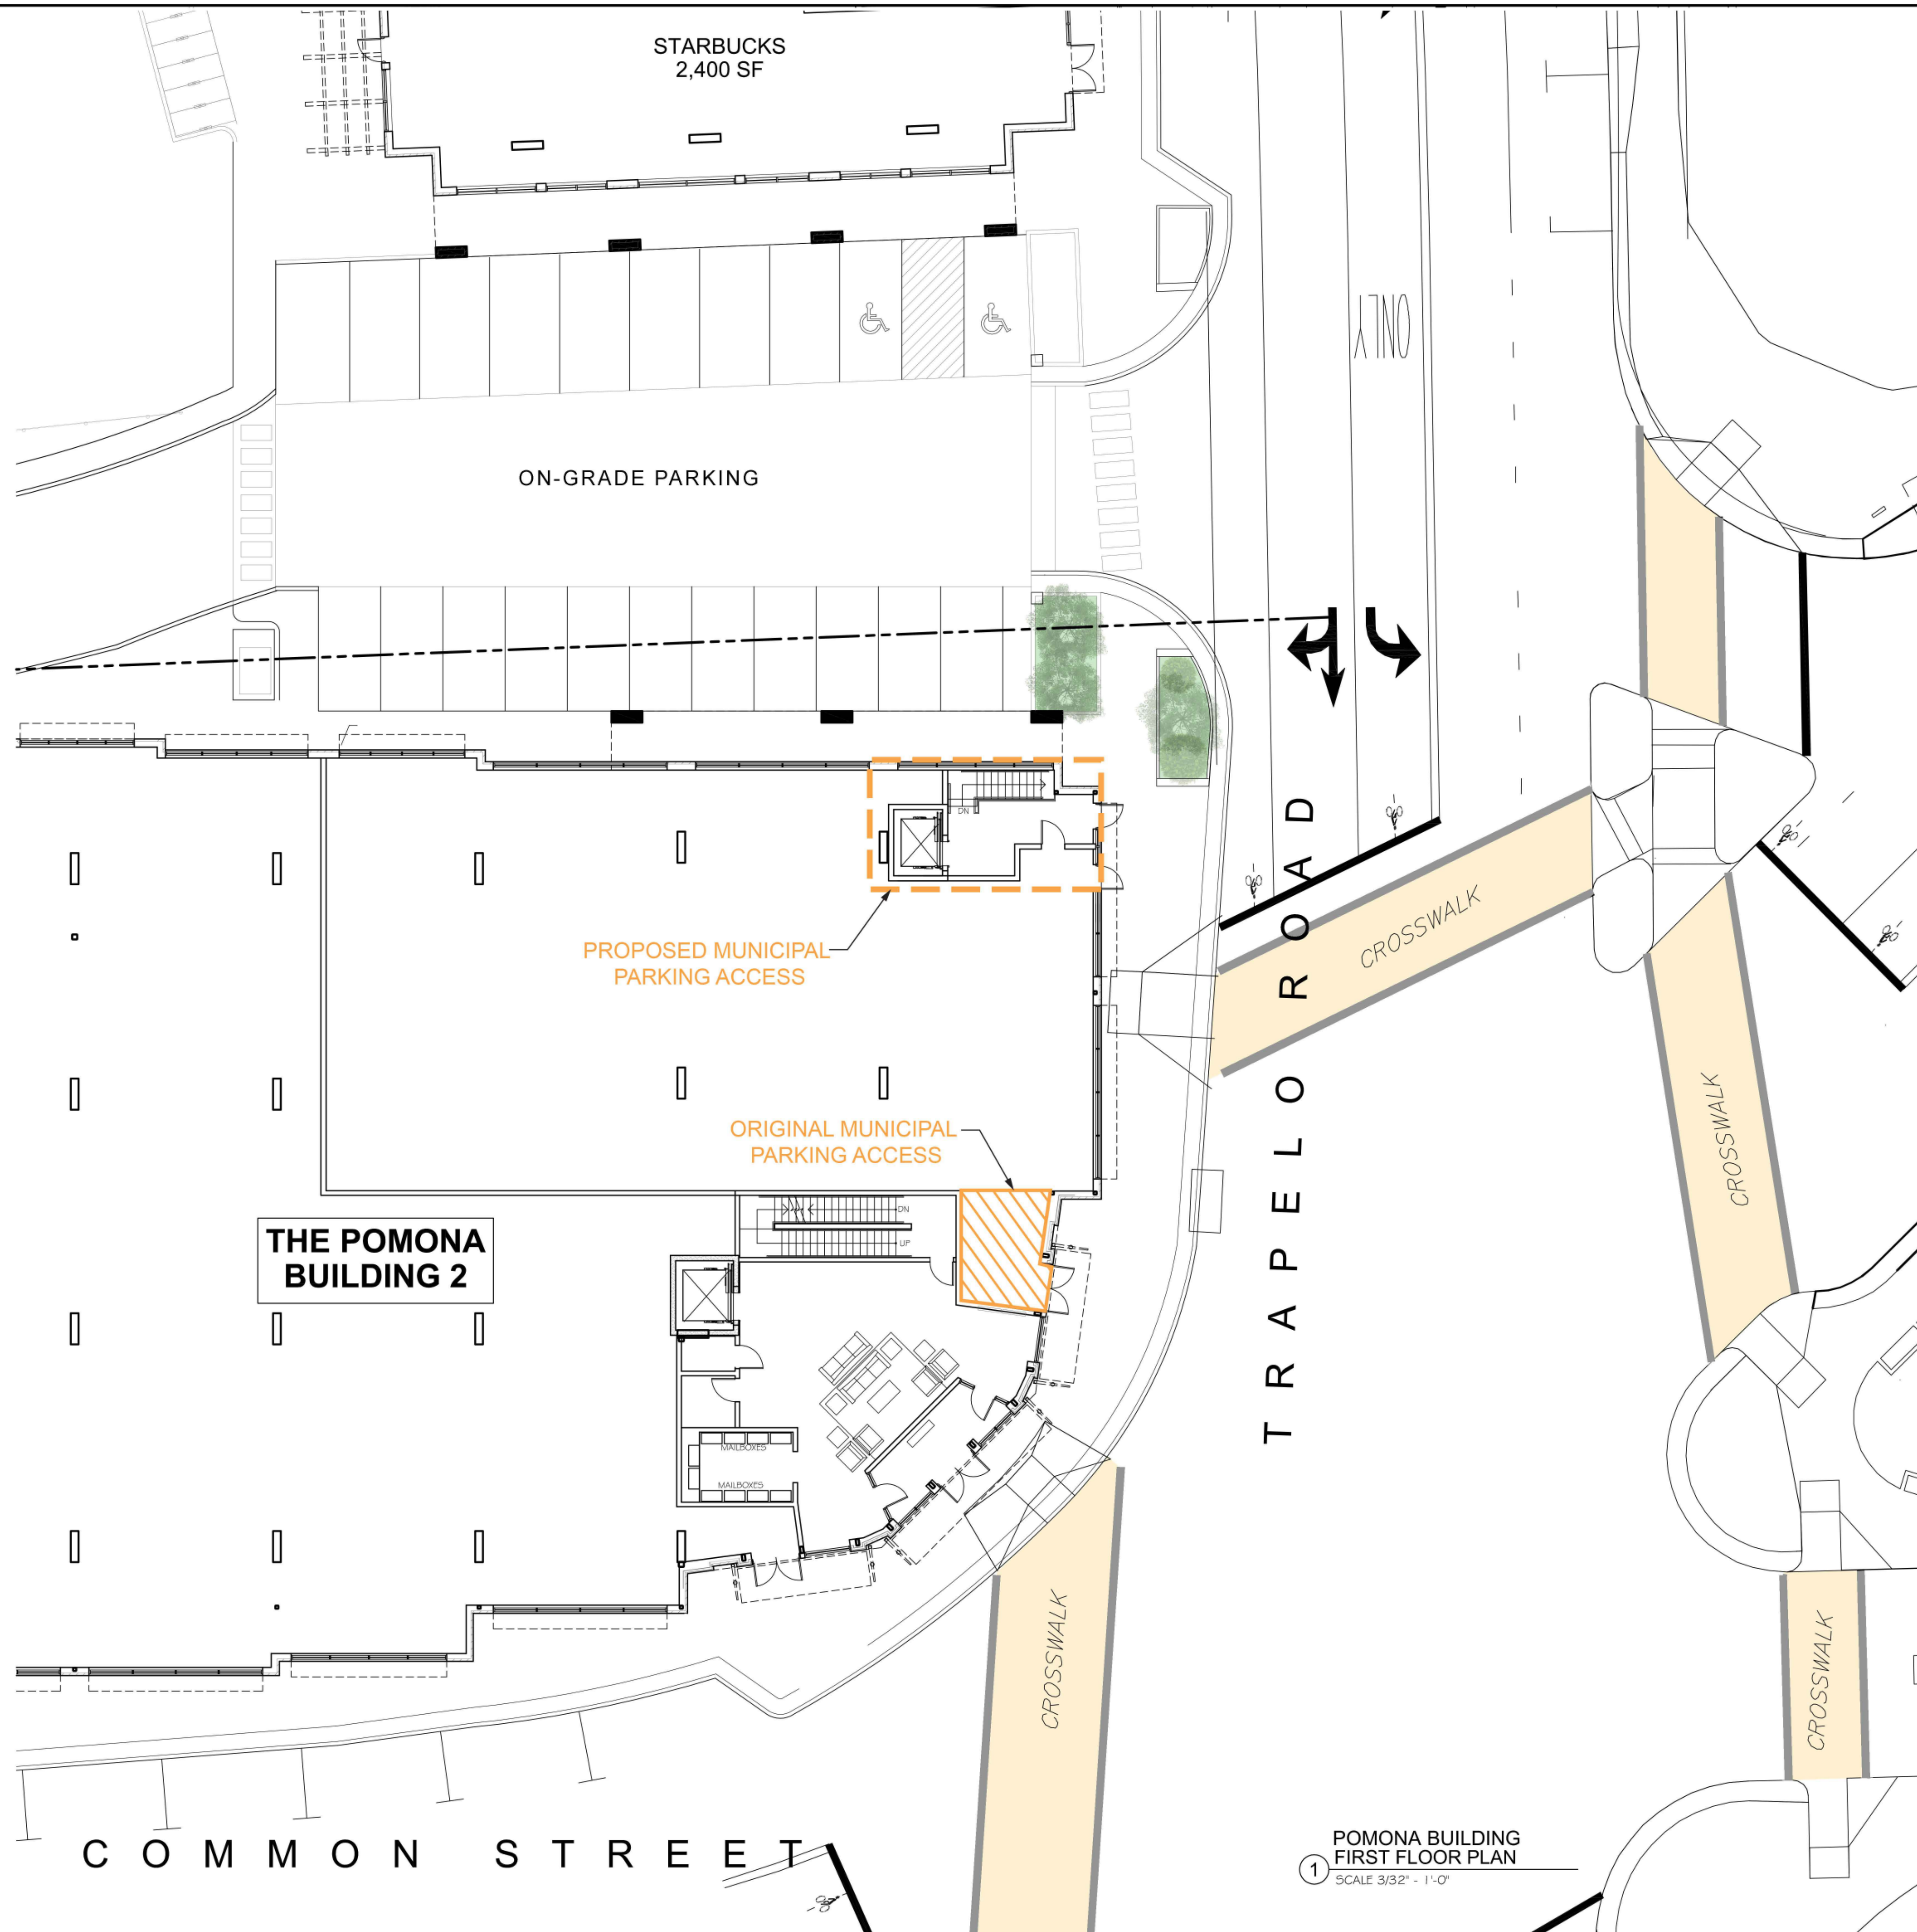 STARBUCKS
2,400 SF
ONLY
ON-GRADE PARKING
DN
PROPOSED MUNICIPAL
PARKING ACCESS
CROSSWALK
TRAPELO ROAD
CROSSWALK
ORIGINAL MUNICIPAL
PARKING ACCESS
DN
UP
THE POMONA
BUILDING 2
MAILBOXES
MAILBOXES
CROSSWALK
CROSSWALK
COMMON STREET
POMONA BUILDING
FIRST FLOOR PLAN
1
SCALE 3/32" - 1'-0"